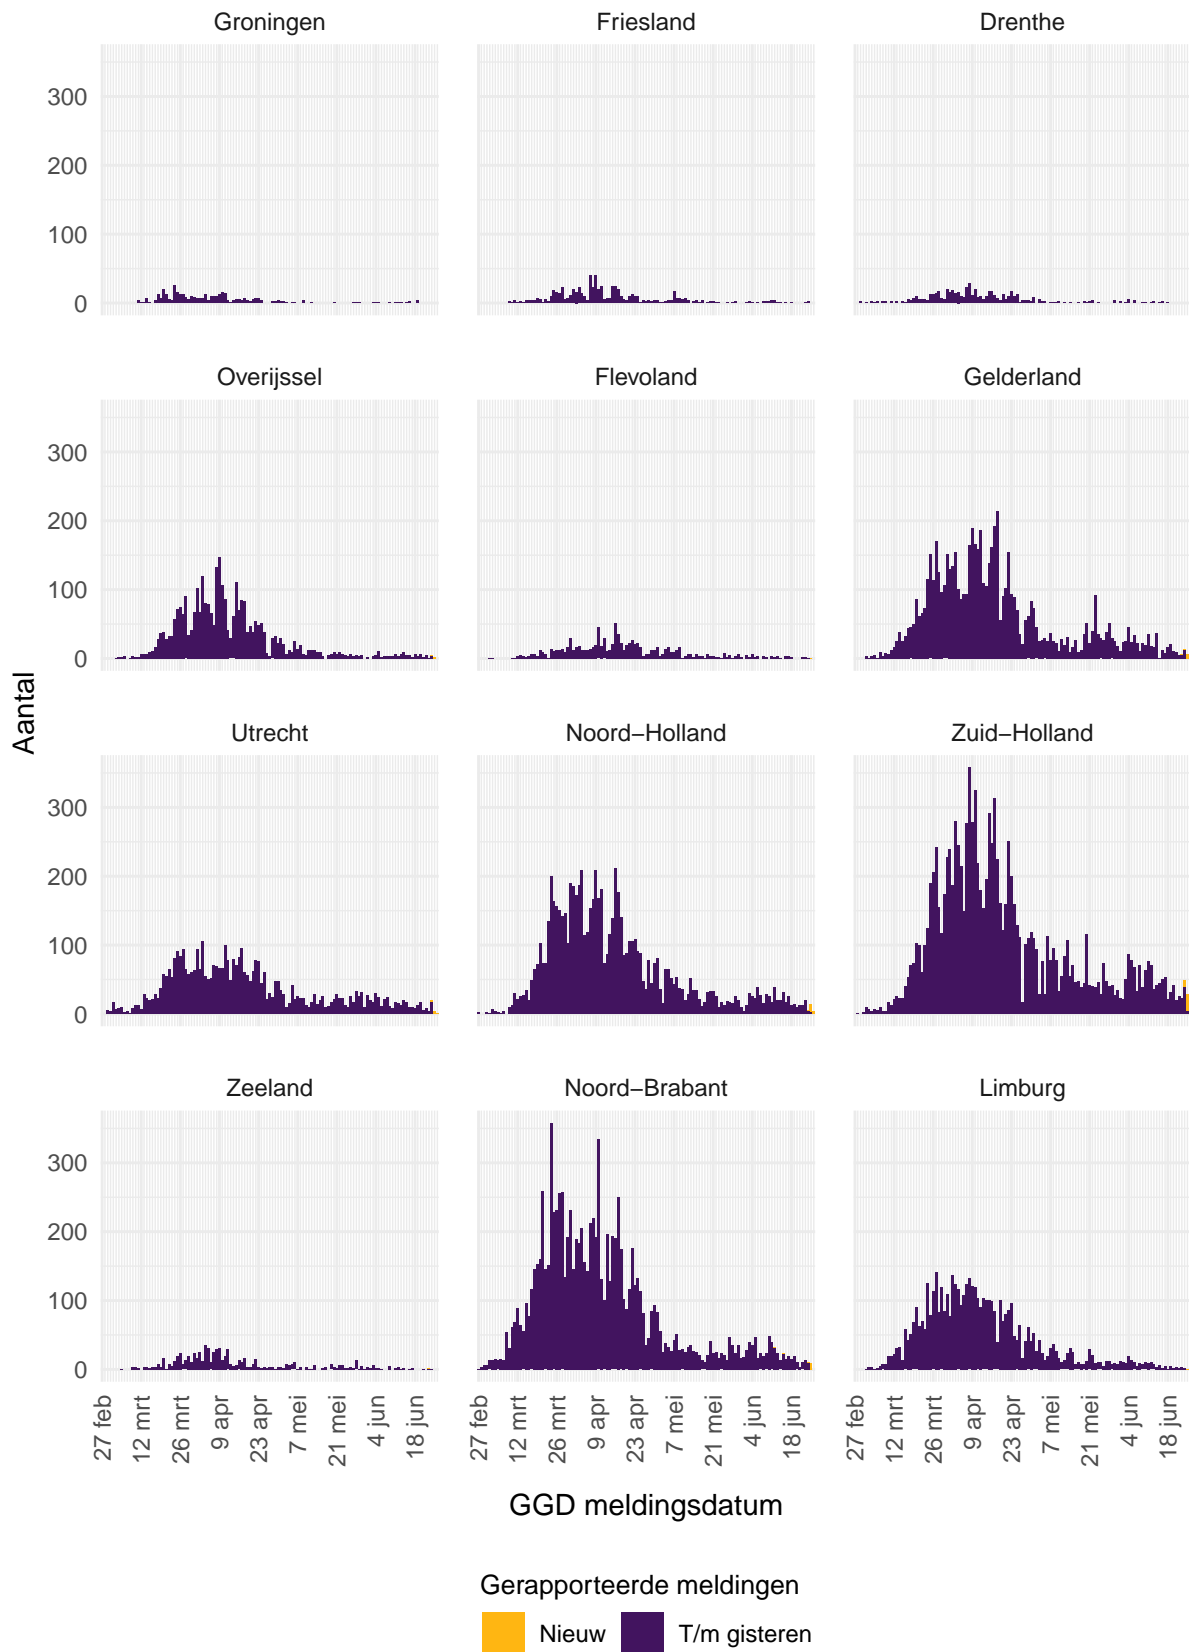 Groningen Friesland Drenthe
300
200
100
0
Overijssel Flevoland Gelderland
300
200
100
0
Aantal
Utrecht Noord−Holland Zuid−Holland
300
200
100
0
Zeeland Noord−Brabant Limburg
300
200
100
0
27 feb 12 mrt 26 mrt 9 apr 23 apr 7 mei 21 mei 4 jun 18 jun 27 feb 12 mrt 26 mrt 9 apr 23 apr 7 mei 21 mei 4 jun 18 jun 27 feb 12 mrt 26 mrt 9 apr 23 apr 7 mei 21 mei 4 jun 18 jun
GGD meldingsdatum
Gerapporteerde meldingen
Nieuw T/m gisteren